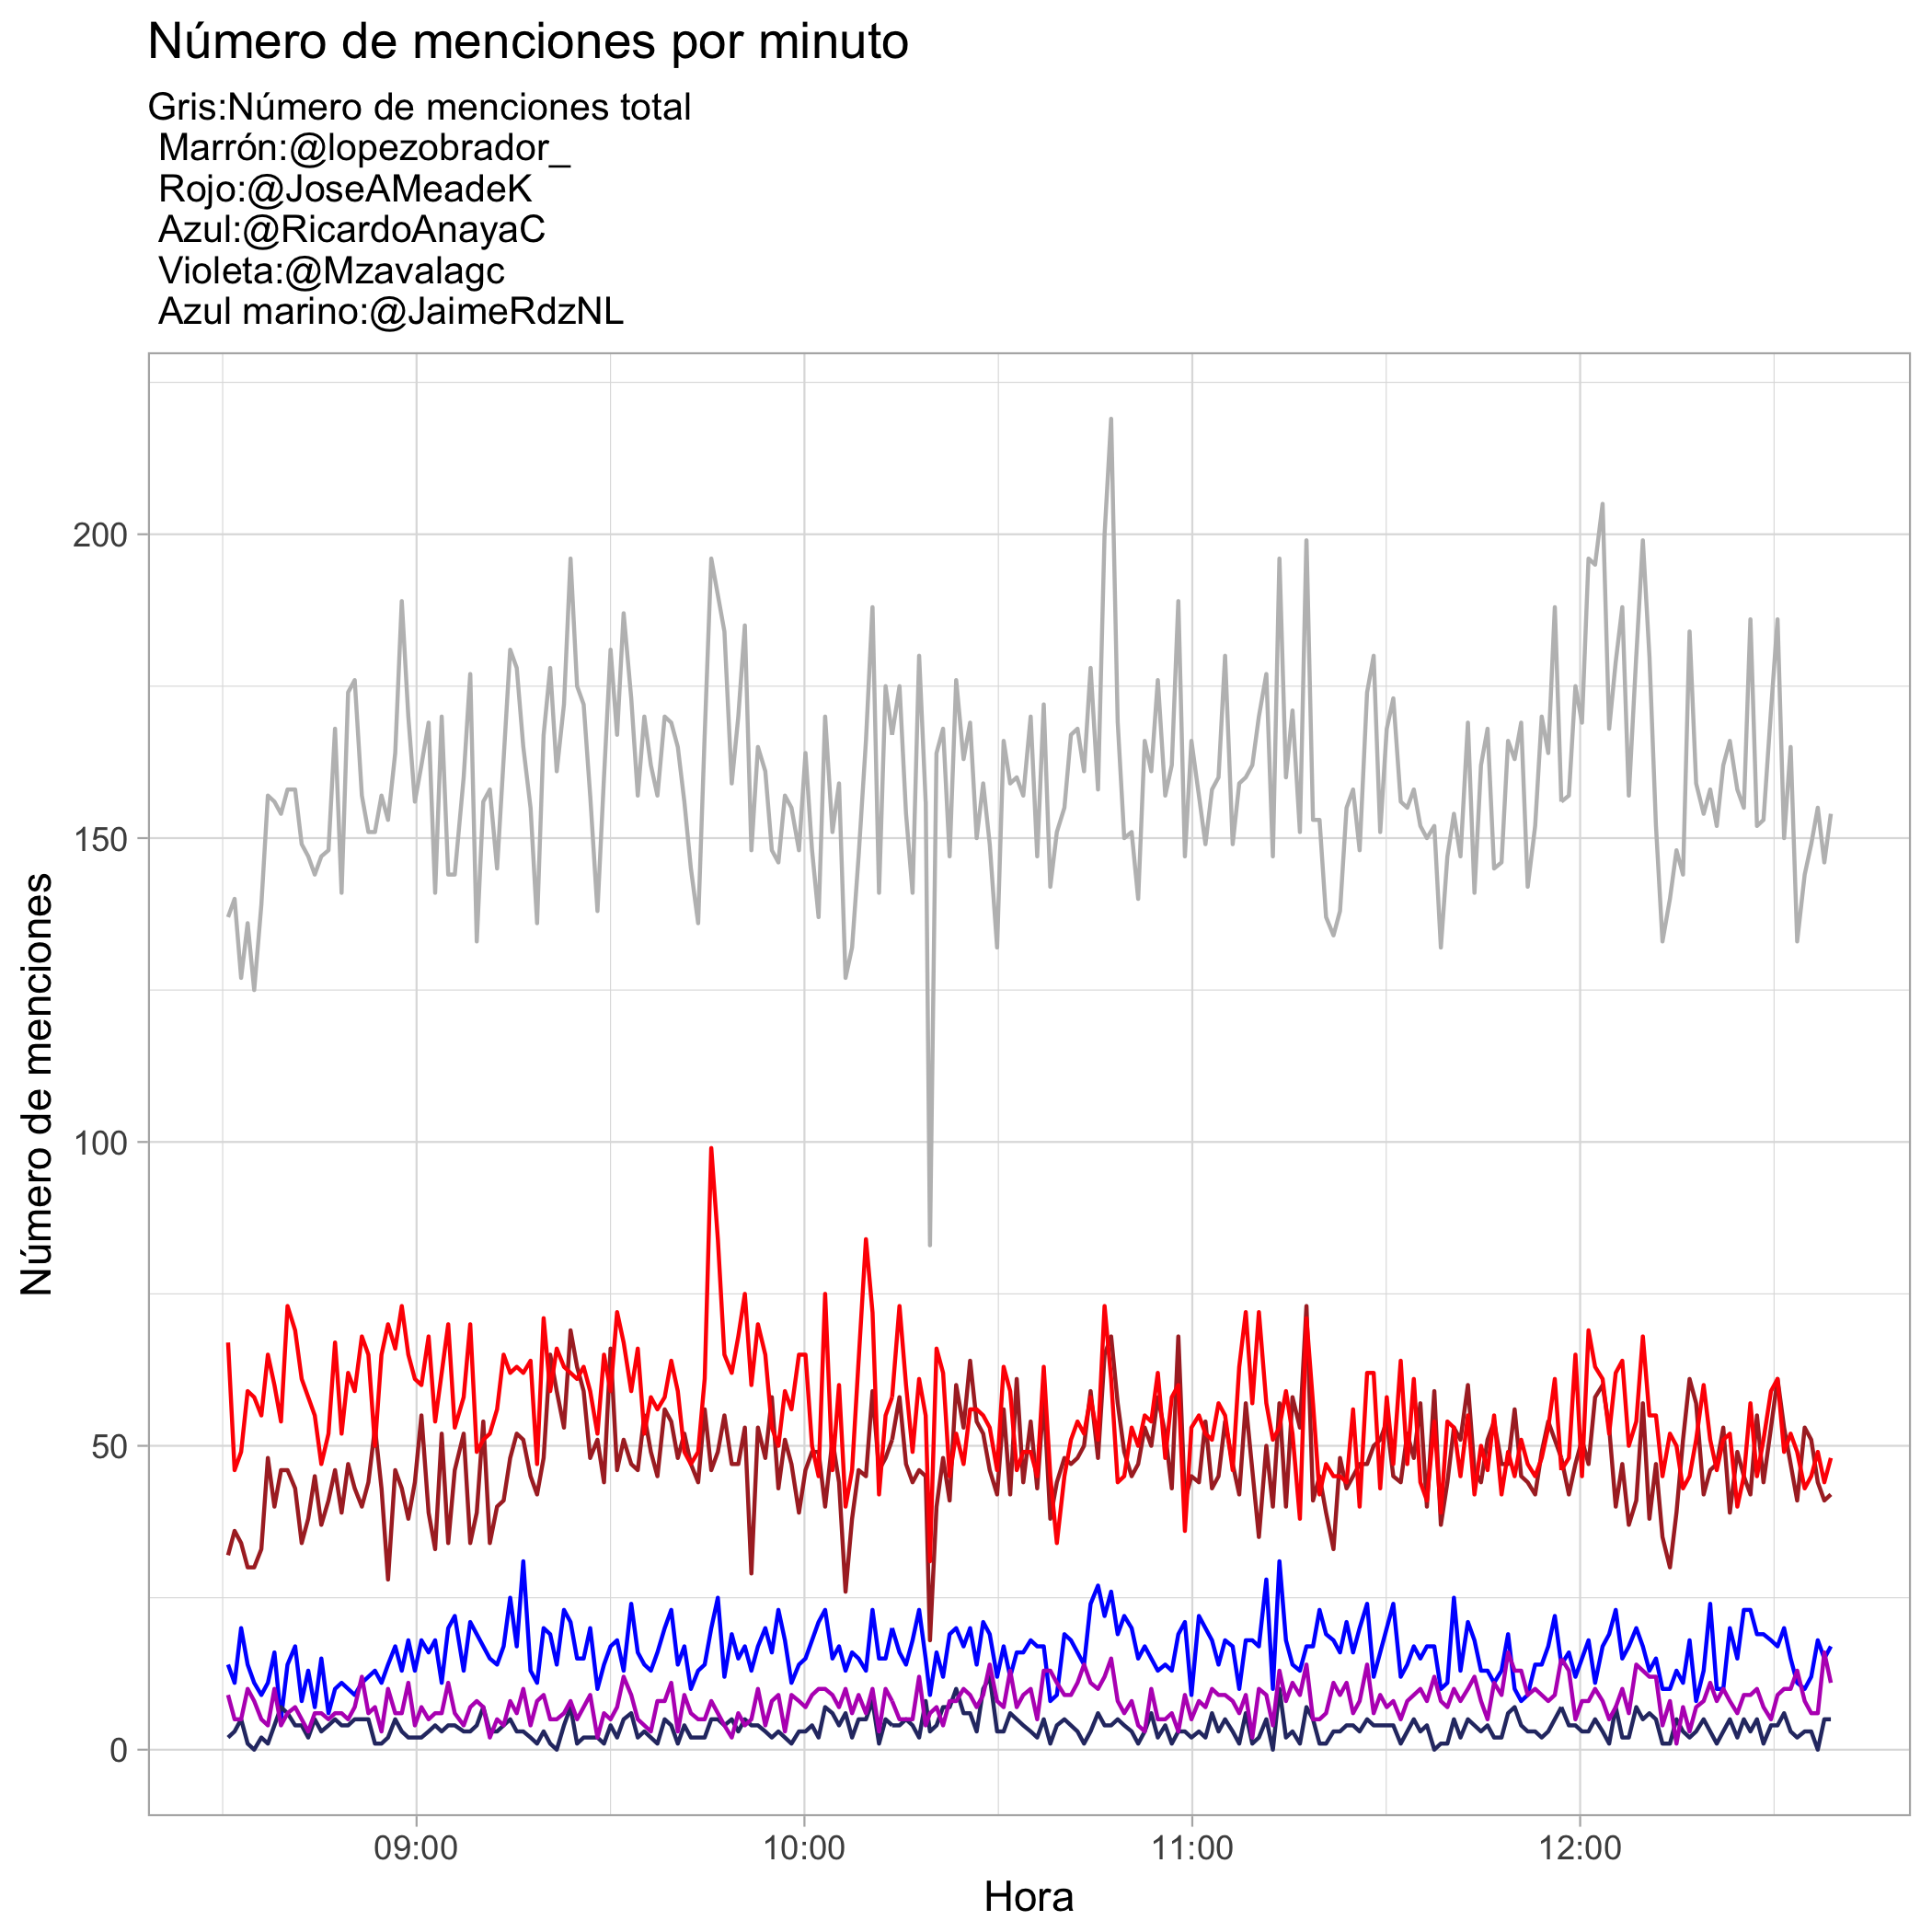 Número de menciones por minuto
Gris:Número de menciones total
Marrón:@lopezobrador_
Rojo:@JoseAMeadeK
Azul:@RicardoAnayaC
Violeta:@Mzavalagc
Azul marino:@JaimeRdzNL
Número de menciones
200
150
100
50
0
09:00 10:00 11:00 12:00
Hora